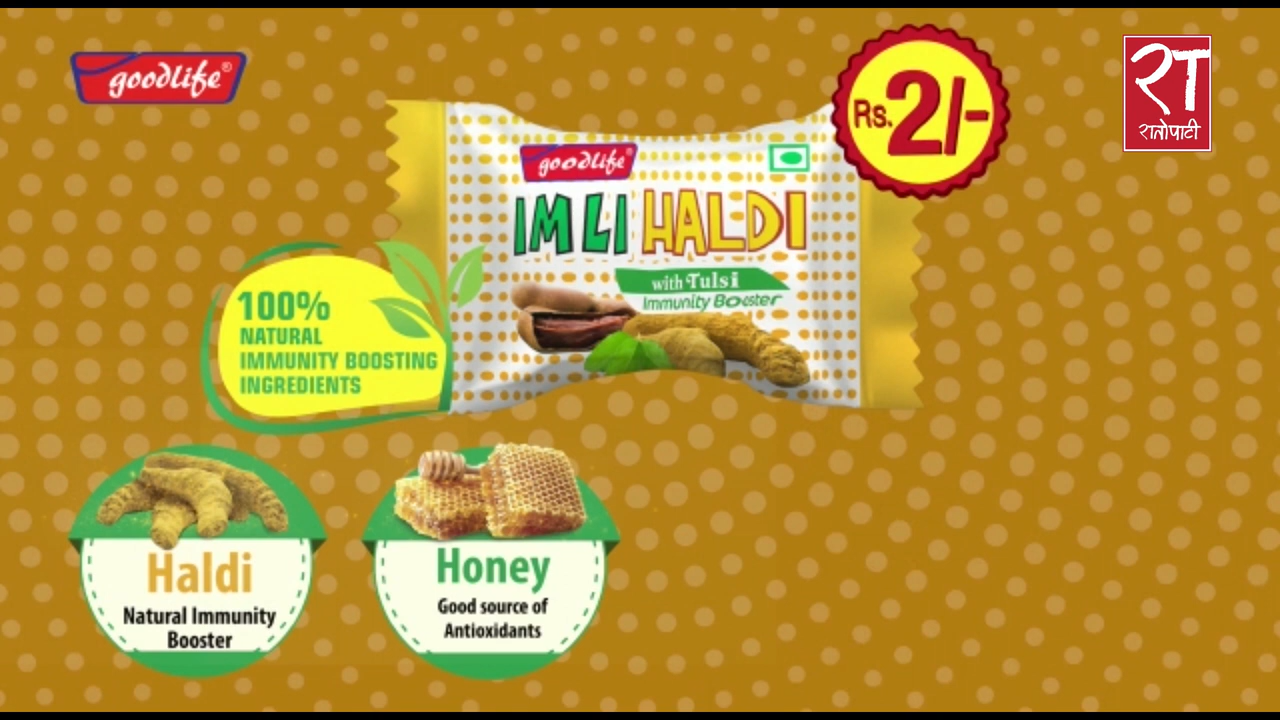 goodlife®
Rs.2/-
रा
रातोपाटी
goodlife®
IMLI HALDI
with Tulsi
Immunity Booster
100%
NATURAL
IMMUNITY BOOSTING
INGREDIENTS
Haldi
Natural Immunity
Booster
Honey
Good source of
Antioxidants